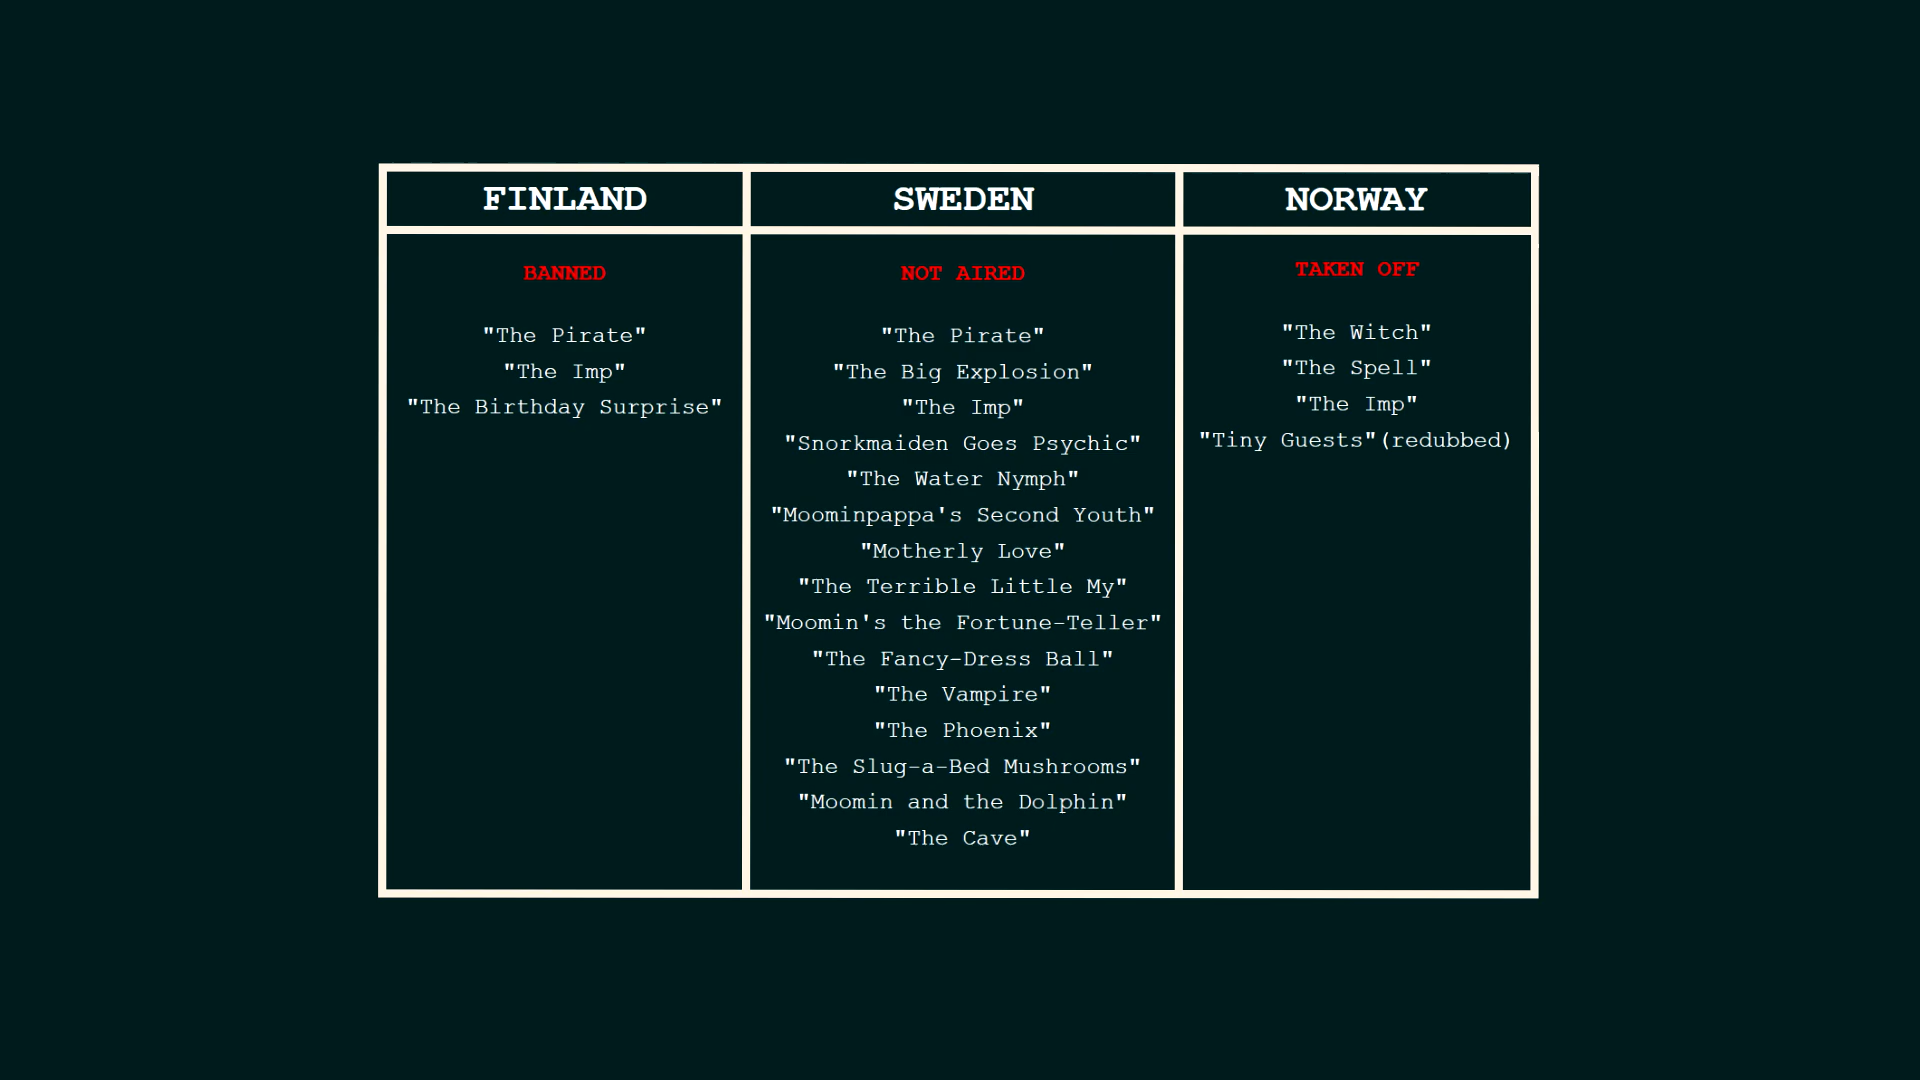 FINLAND
BANNED
"The Pirate"
"The Imp"
"The Birthday Surprise"
SWEDEN
NOT AIRED
"The Pirate"
"The Big Explosion"
"The Imp"
"Snorkmaiden Goes Psychic"
"The Water Nymph"
"Moominpappa's Second Youth"
"Motherly Love"
"The Terrible Little My"
"Moomin's the Fortune-Teller"
"The Fancy-Dress Ball"
"The Vampire"
"The Phoenix"
"The Slug-a-Bed Mushrooms"
"Moomin and the Dolphin"
"The Cave"
NORWAY
TAKEN OFF
"The Witch"
"The Spell"
"The Imp"
"Tiny Guests"(redubbed)